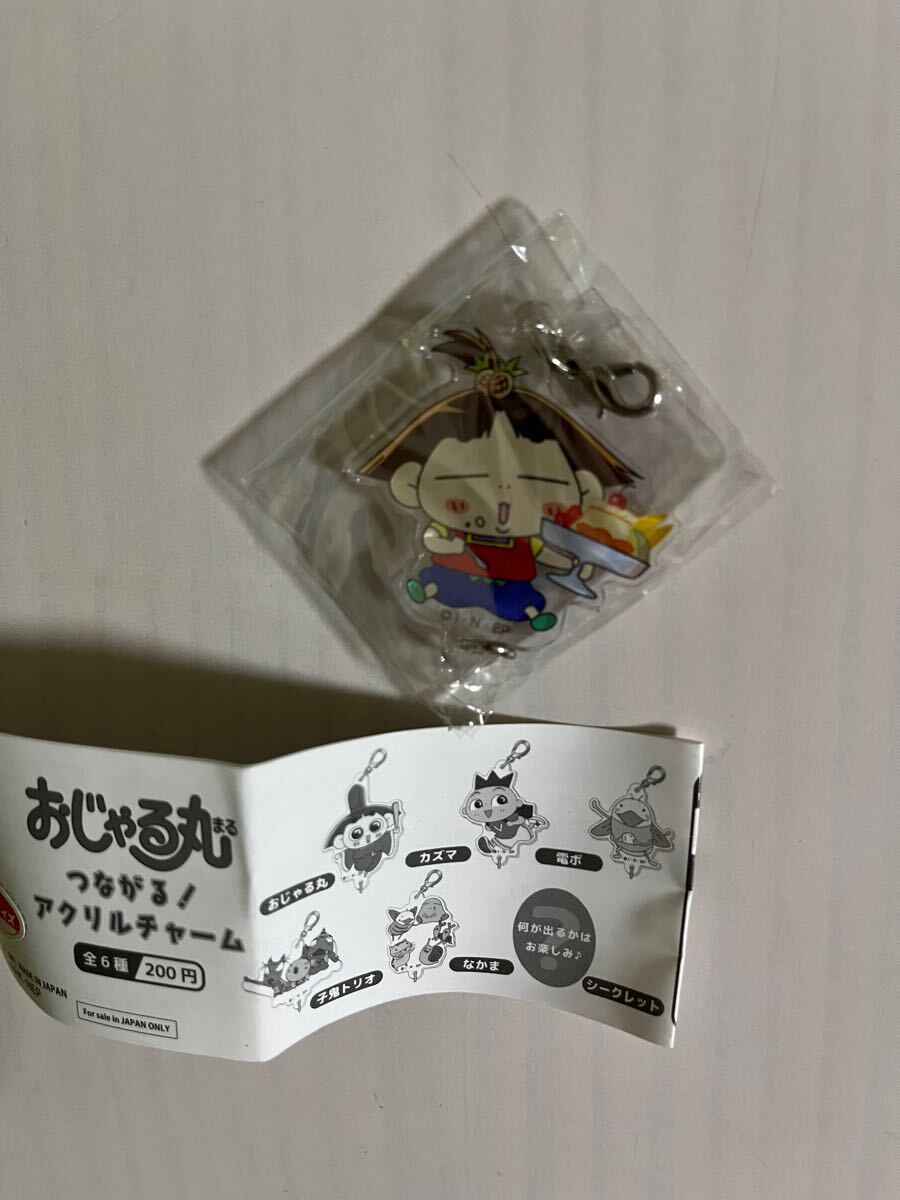 ©I・N・EP
おじゃる丸
まる
つながる!
アクリルチャーム
全6種 200円
MADE IN JAPAN
For sale in JAPAN ONLY
おじゃる丸
カズマ
電ボ
子鬼トリオ
なかま
?
何が出るかは
お楽しみ♪
シークレット